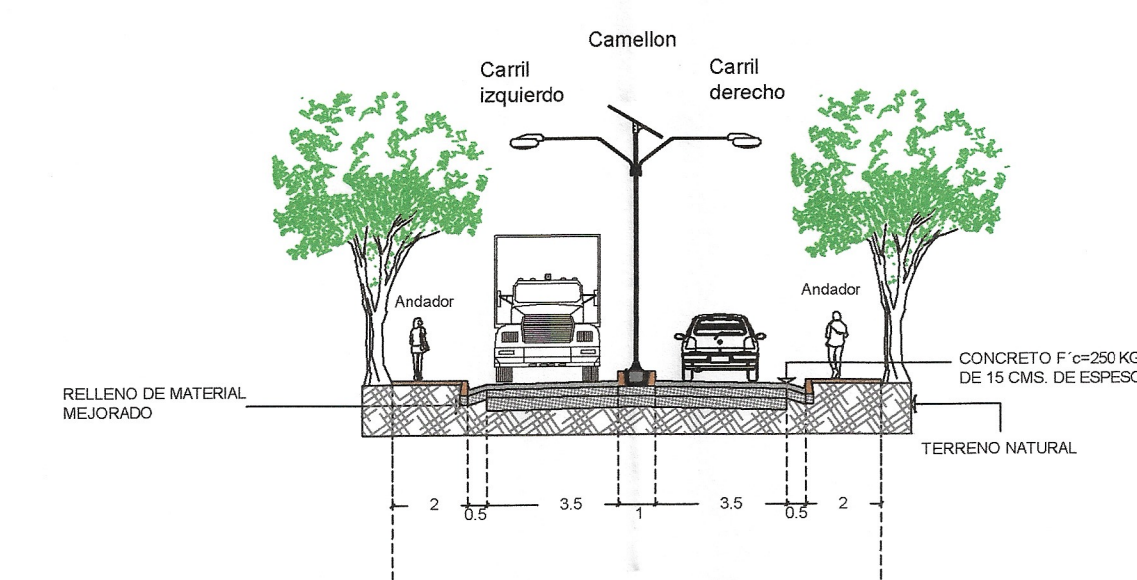 Camellon
Carril
izquierdo
Carril
derecho
Andador
Andador
CONCRETO F´c=250 KG
DE 15 CMS. DE ESPESO
RELLENO DE MATERIAL
MEJORADO
TERRENO NATURAL
2
0.5
3.5
1
3.5
0.5
2